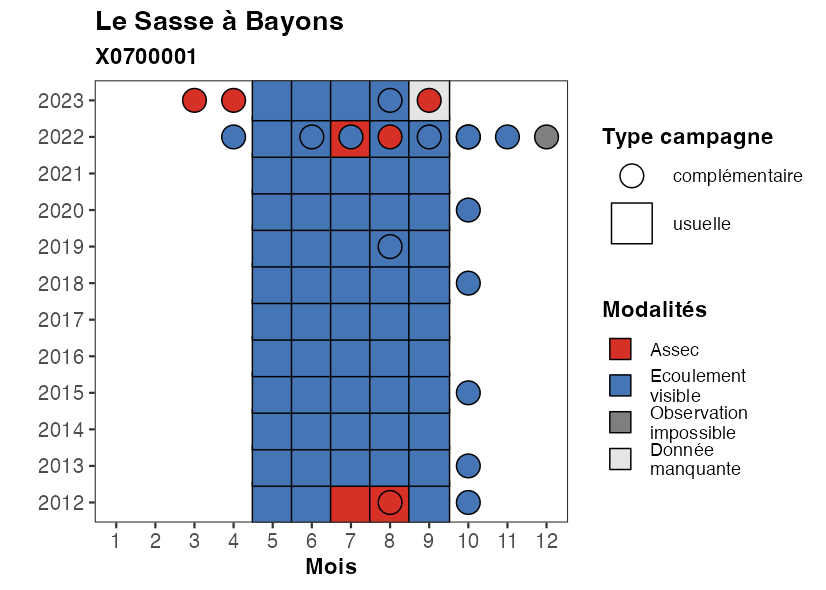 Le Sasse à Bayons
X0700001
2023
2022
2021
2020
2019
2018
2017
2016
2015
2014
2013
2012
1 2 3 4 5 6 7 8 9 10 11 12
Mois
Type campagne
complémentaire
usuelle
Modalités
Assec
Ecoulement
visible
Observation
impossible
Donnée
manquante